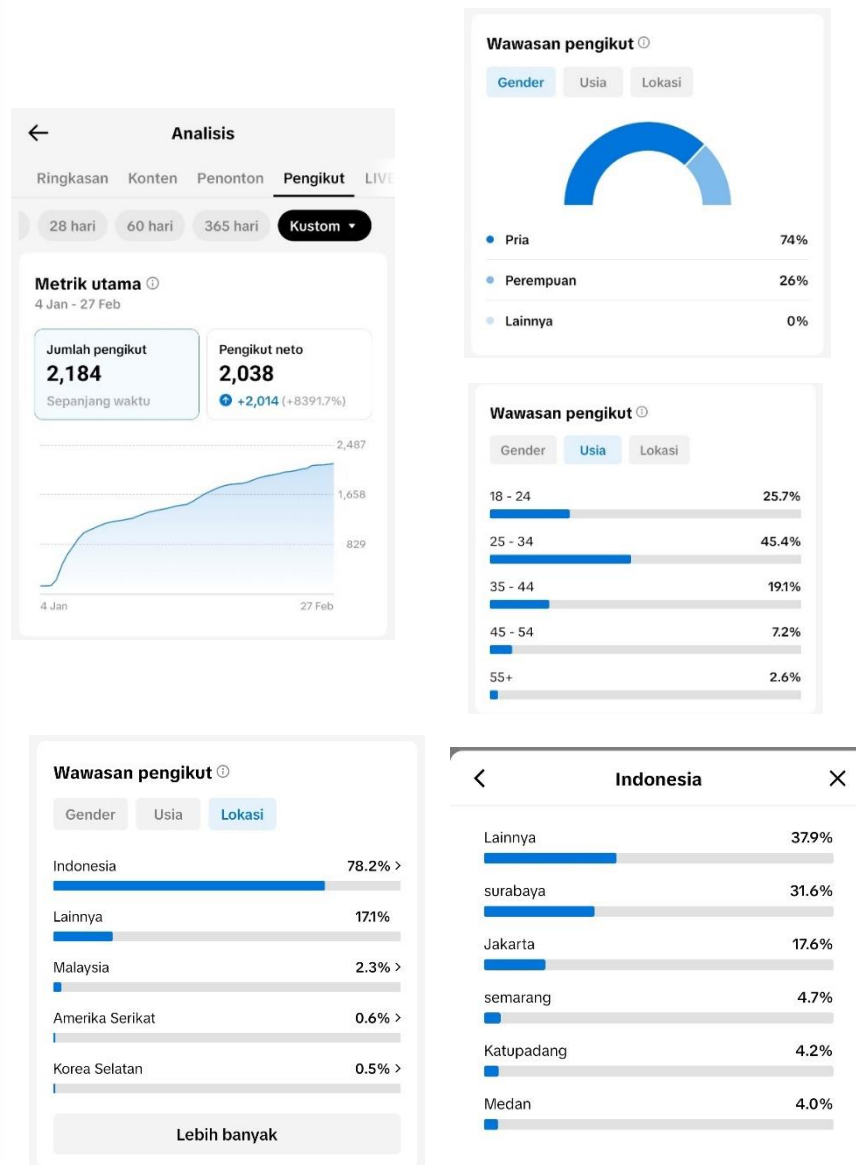 Analisis
Ringkasan Konten Penonton Pengikut LIVE
28 hari 60 hari 365 hari Kustom
Metrik utama
4 Jan - 27 Feb
Jumlah pengikut
2,184
Sepanjang waktu
Pengikut neto
2,038
+2,014 (+8391.7%)
2,487
1,658
829
4 Jan 27 Feb
Wawasan pengikut
Gender Usia Lokasi
Pria 74%
Perempuan 26%
Lainnya 0%
Wawasan pengikut
Gender Usia Lokasi
18 - 24 25.7%
25 - 34 45.4%
35 - 44 19.1%
45 - 54 7.2%
55+ 2.6%
Wawasan pengikut
Gender Usia Lokasi
Indonesia 78.2% >
Lainnya 17.1%
Malaysia 2.3% >
Amerika Serikat 0.6% >
Korea Selatan 0.5% >
Lebih banyak
Indonesia
Lainnya 37.9%
surabaya 31.6%
Jakarta 17.6%
semarang 4.7%
Katupadang 4.2%
Medan 4.0%